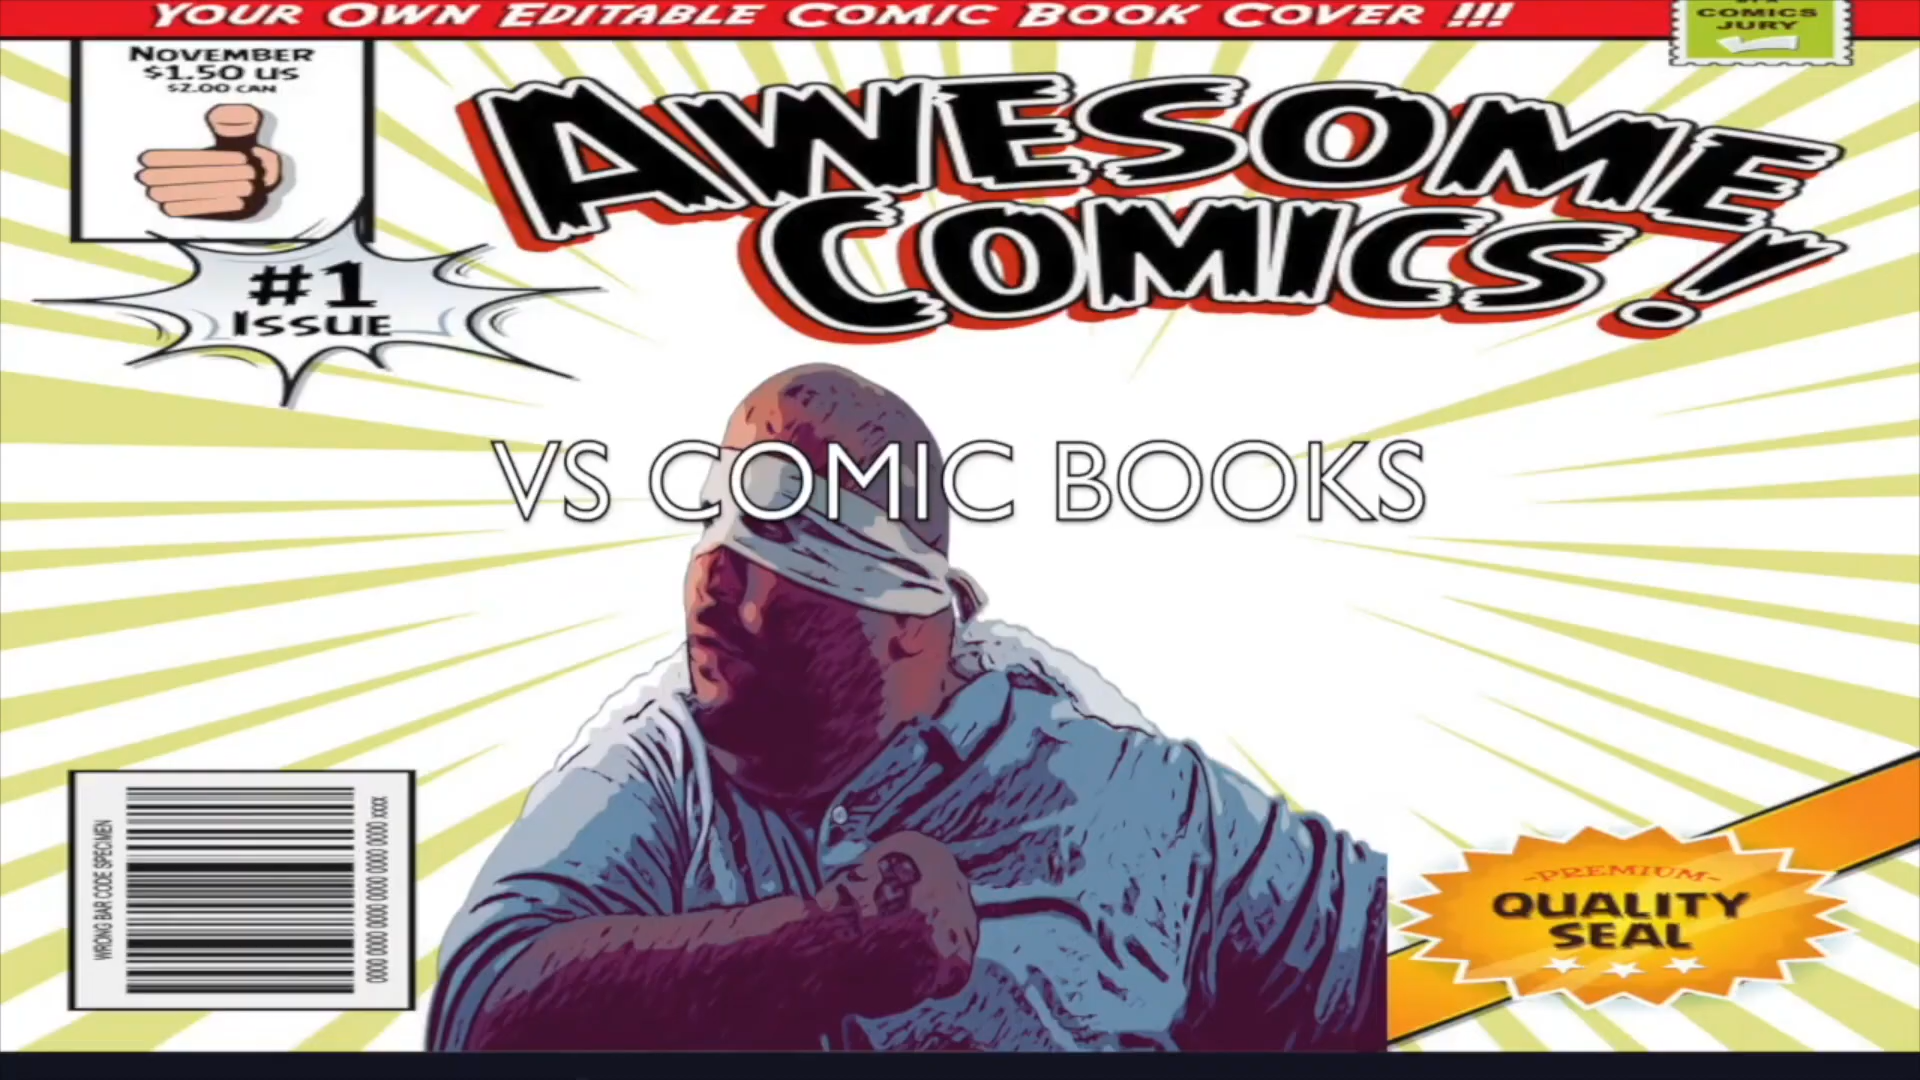 YOUR OWN EDITABLE COMIC BOOK COVER !!!
COMICS
JURY
NOVEMBER
$1.50 US
$2.00 CAN
AWESOME
COMICS!
#1
ISSUE
VS COMIC BOOKS
WRONG BAR CODE SPECIMEN
0000 0000 0000 0000 0000 0000 xxxx
-PREMIUM-
QUALITY
SEAL